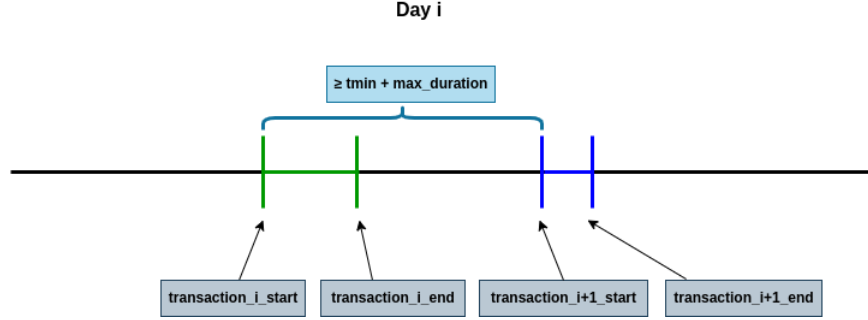 Day i
≥ tmin + max_duration
transaction_i_start
transaction_i_end
transaction_i+1_start
transaction_i+1_end